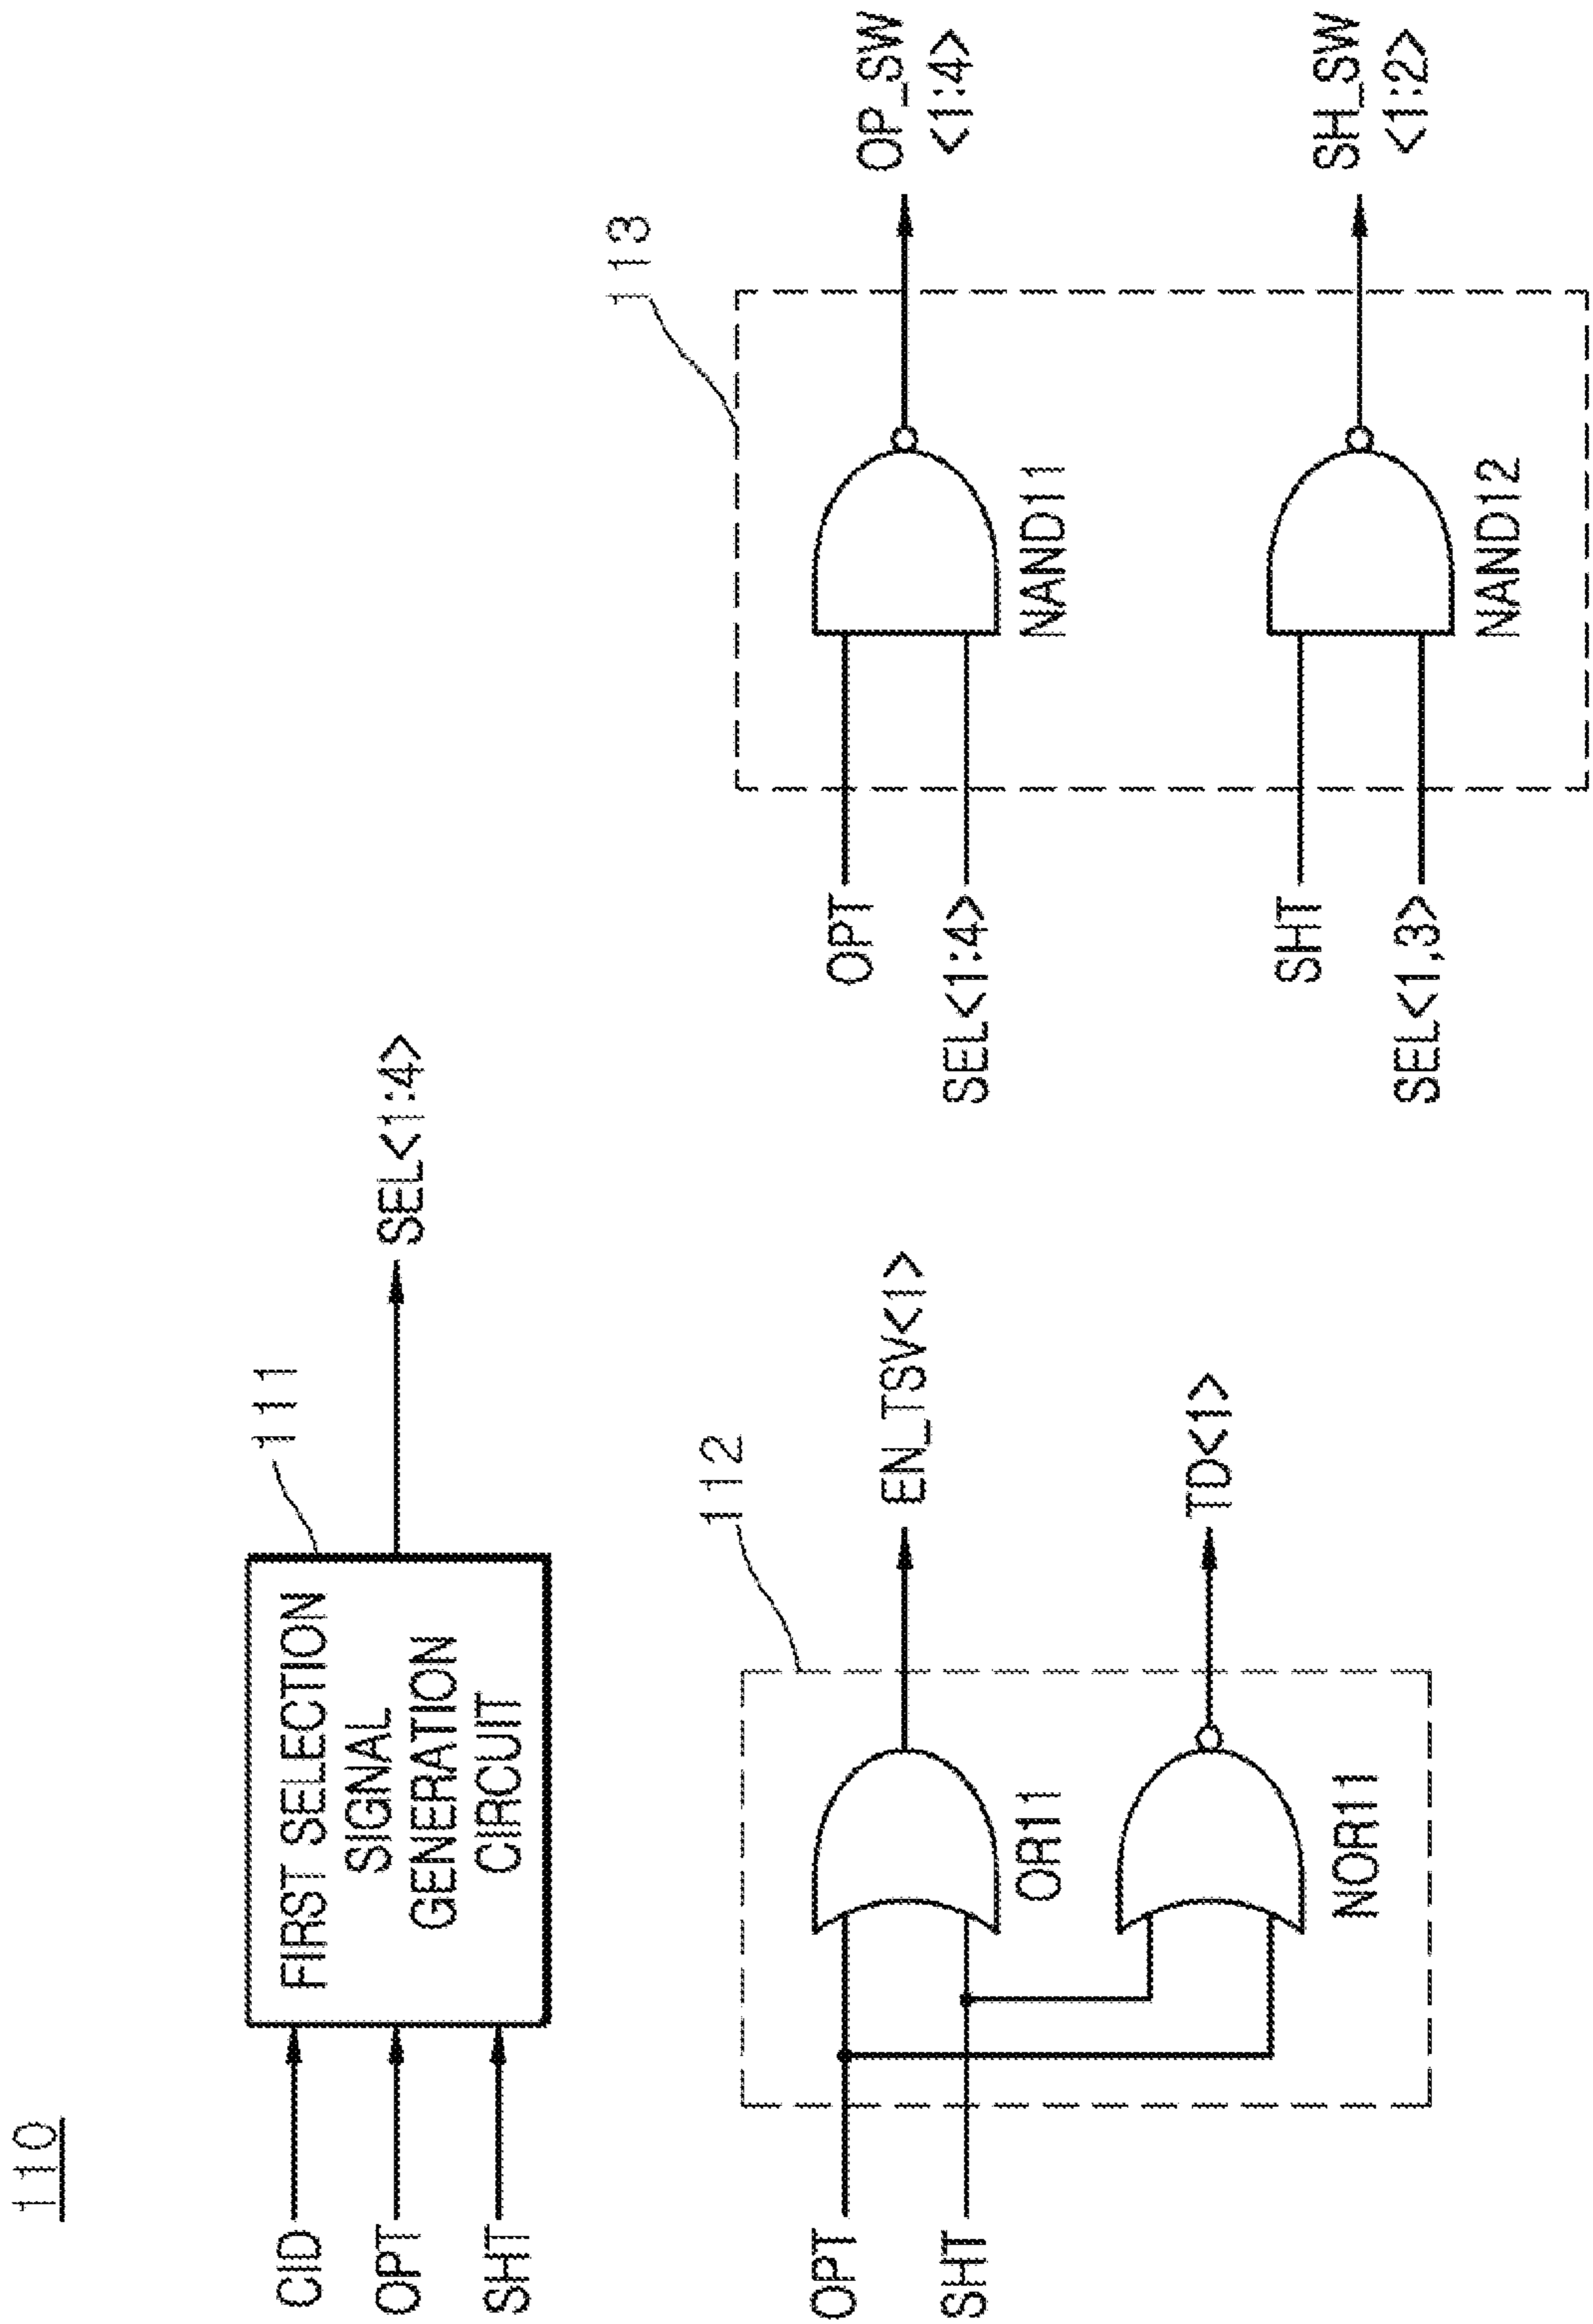 110
CID
OPT
SHT
FIRST SELECTION
SIGNAL
GENERATION
CIRCUIT
111
SEL<1:4>
OPT
SHT
112
OR11
NOR11
EN_TSV<1>
TD<1>
OPT
SEL<1:4>
SHT
SEL<1,3>
113
NAND11
NAND12
OP_SW
<1:4>
SH_SW
<1:2>